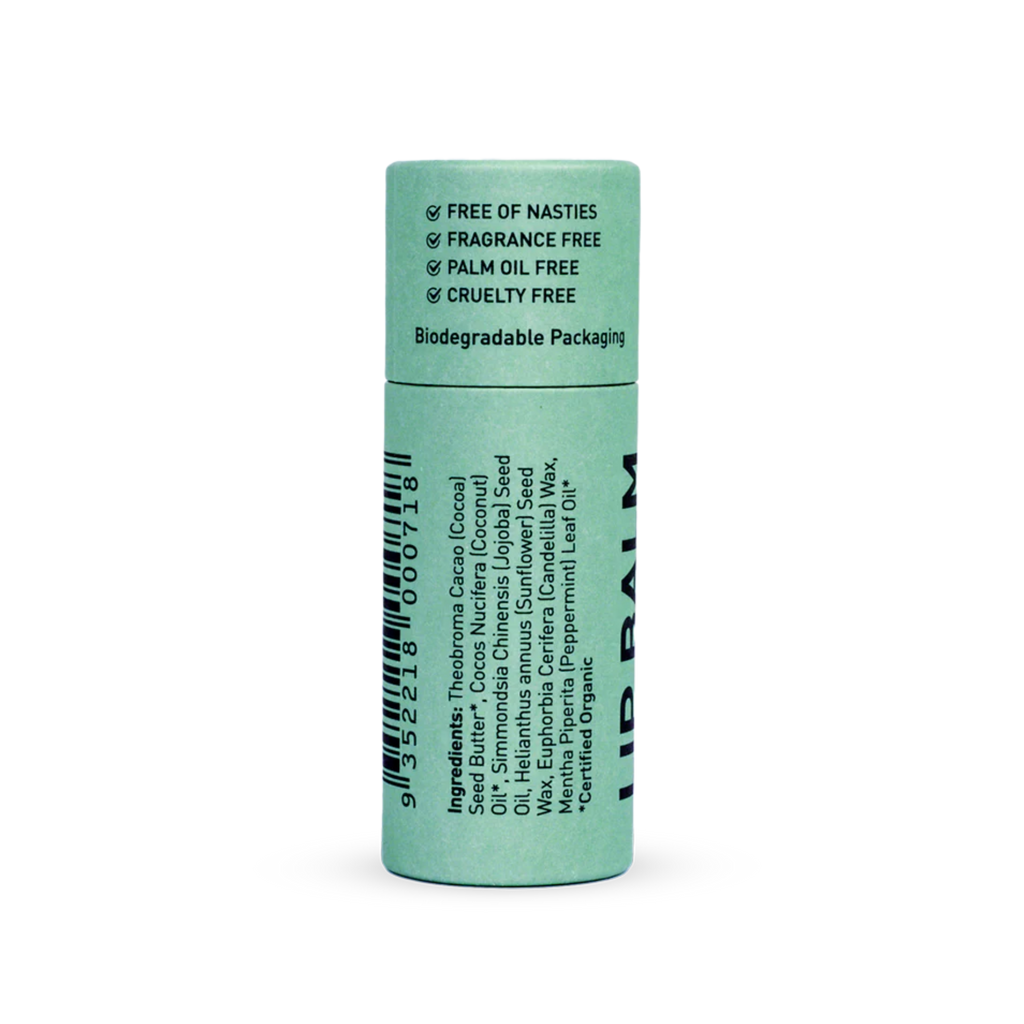 FREE OF NASTIES
FRAGRANCE FREE
PALM OIL FREE
CRUELTY FREE
Biodegradable Packaging
9 352218 000718
Ingredients: Theobroma Cacao (Cocoa)
Seed Butter*, Cocos Nucifera (Coconut)
Oil*, Simmondsia Chinensis (Jojoba) Seed
Oil, Helianthus annuus (Sunflower) Seed
Wax, Euphorbia Cerifera (Candelilla) Wax,
Mentha Piperita (Peppermint) Leaf Oil*
*Certified Organic
LIP BALM